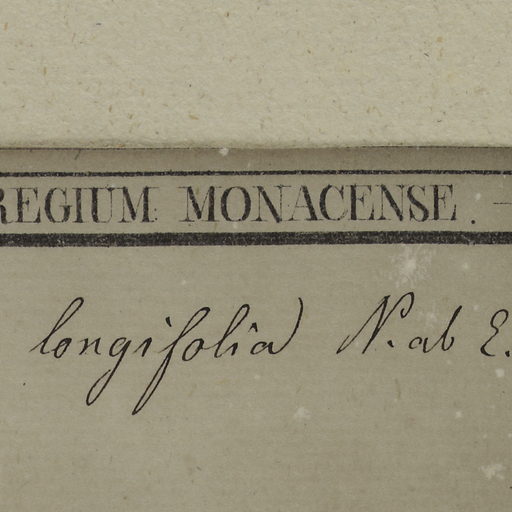 REGIUM MONACENSE. —
longifolia N. ab E.